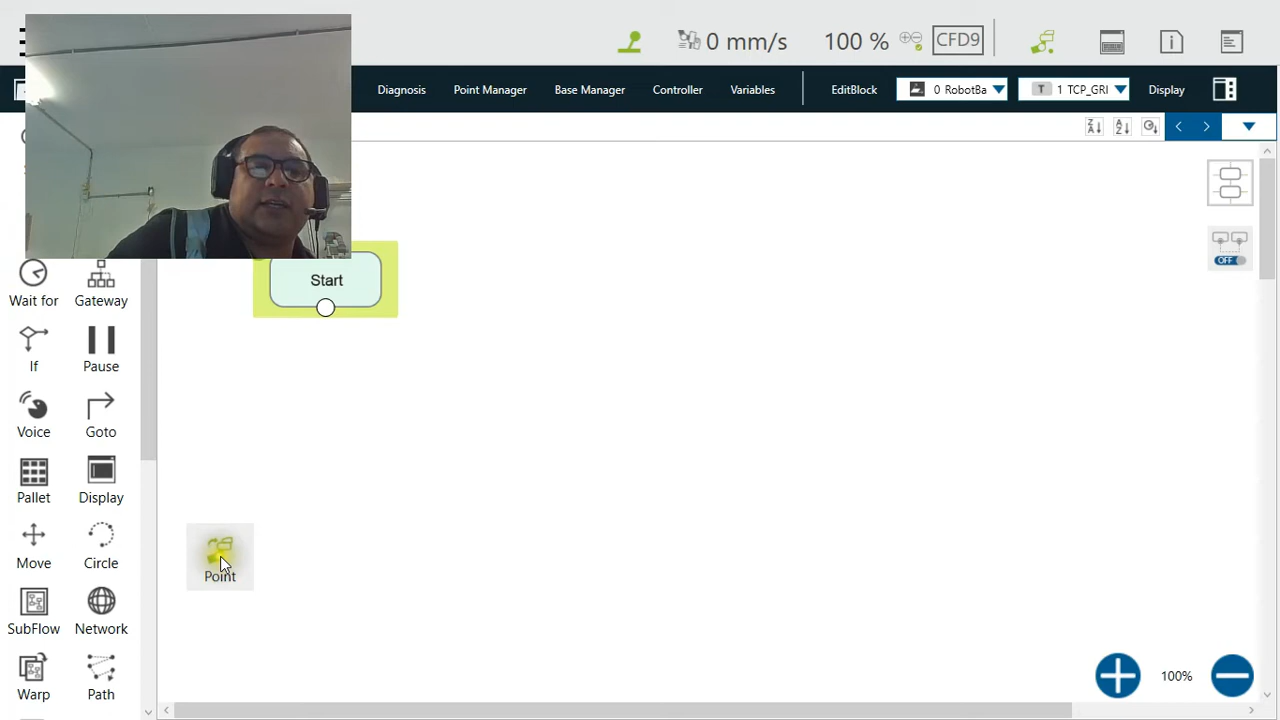 0 mm/s 100 % CFD9
Diagnosis Point Manager Base Manager Controller Variables EditBlock 0 RobotBa T 1 TCP_GRI Display
Start
Wait for Gateway
If Pause
Voice Goto
Pallet Display
Move Circle
Point
SubFlow Network
Warp Path
OFF
100%